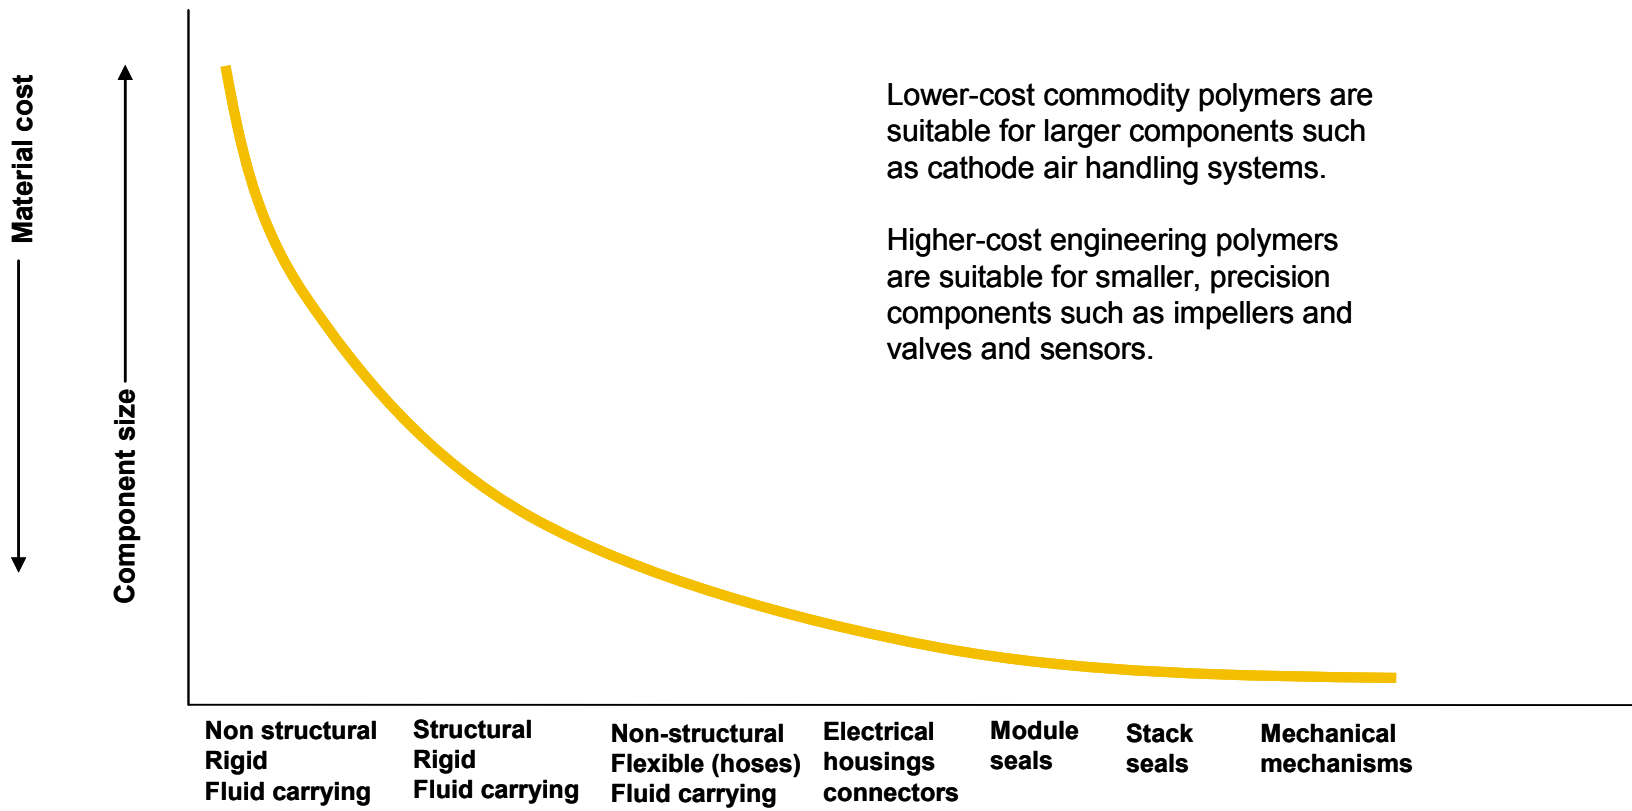 Material cost
Component size
Lower-cost commodity polymers are
suitable for larger components such
as cathode air handling systems.
Higher-cost engineering polymers
are suitable for smaller, precision
components such as impellers and
valves and sensors.
Non structural
Rigid
Fluid carrying
Structural
Rigid
Fluid carrying
Non-structural
Flexible (hoses)
Fluid carrying
Electrical
housings
connectors
Module
seals
Stack
seals
Mechanical
mechanisms